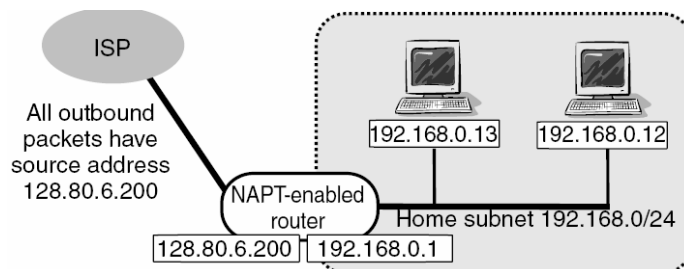 ISP
All outbound
packets have
source address
128.80.6.200
192.168.0.13
192.168.0.12
NAPT-enabled
router
Home subnet 192.168.0/24
128.80.6.200
192.168.0.1